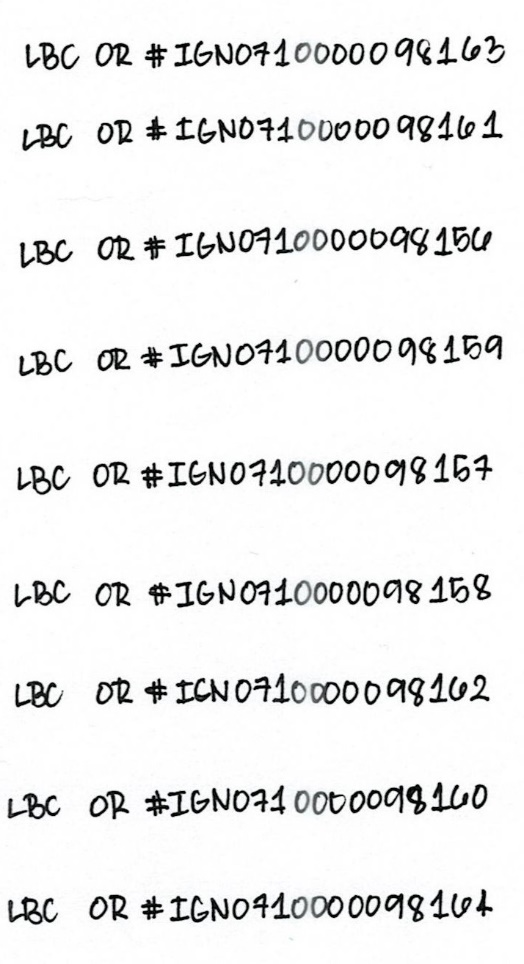 LBC OR #IGN0710000098163
LBC OR #IGN0710000098161
LBC OR #IGN0710000098156
LBC OR #IGN0710000098159
LBC OR #IGN0710000098157
LBC OR #IGN0710000098158
LBC OR #IGN0710000098162
LBC OR #IGN0710000098160
LBC OR #IGN0710000098164